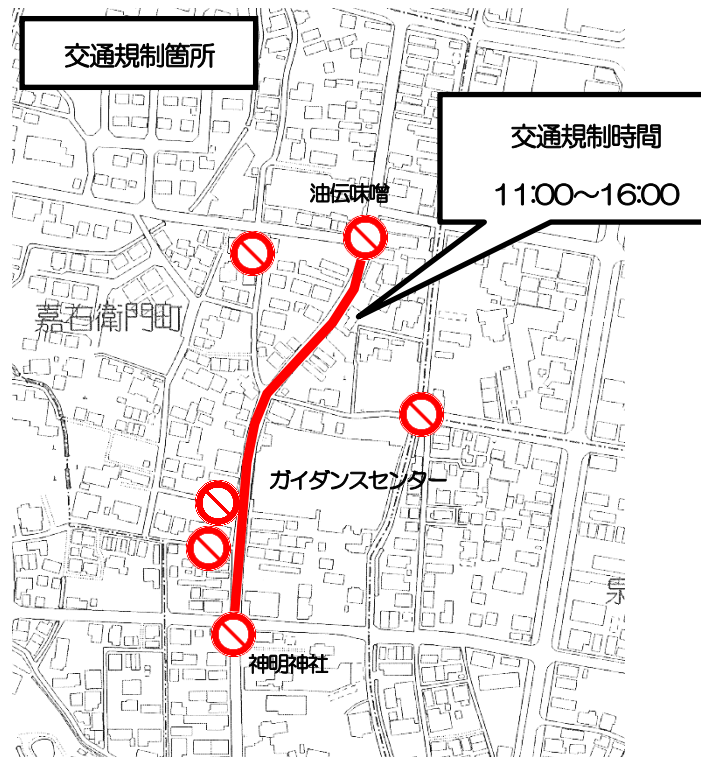 交通規制箇所
交通規制時間
11:00～16:00
油伝味噌
嘉右衛門町
ガイダンスセンター
神明神社